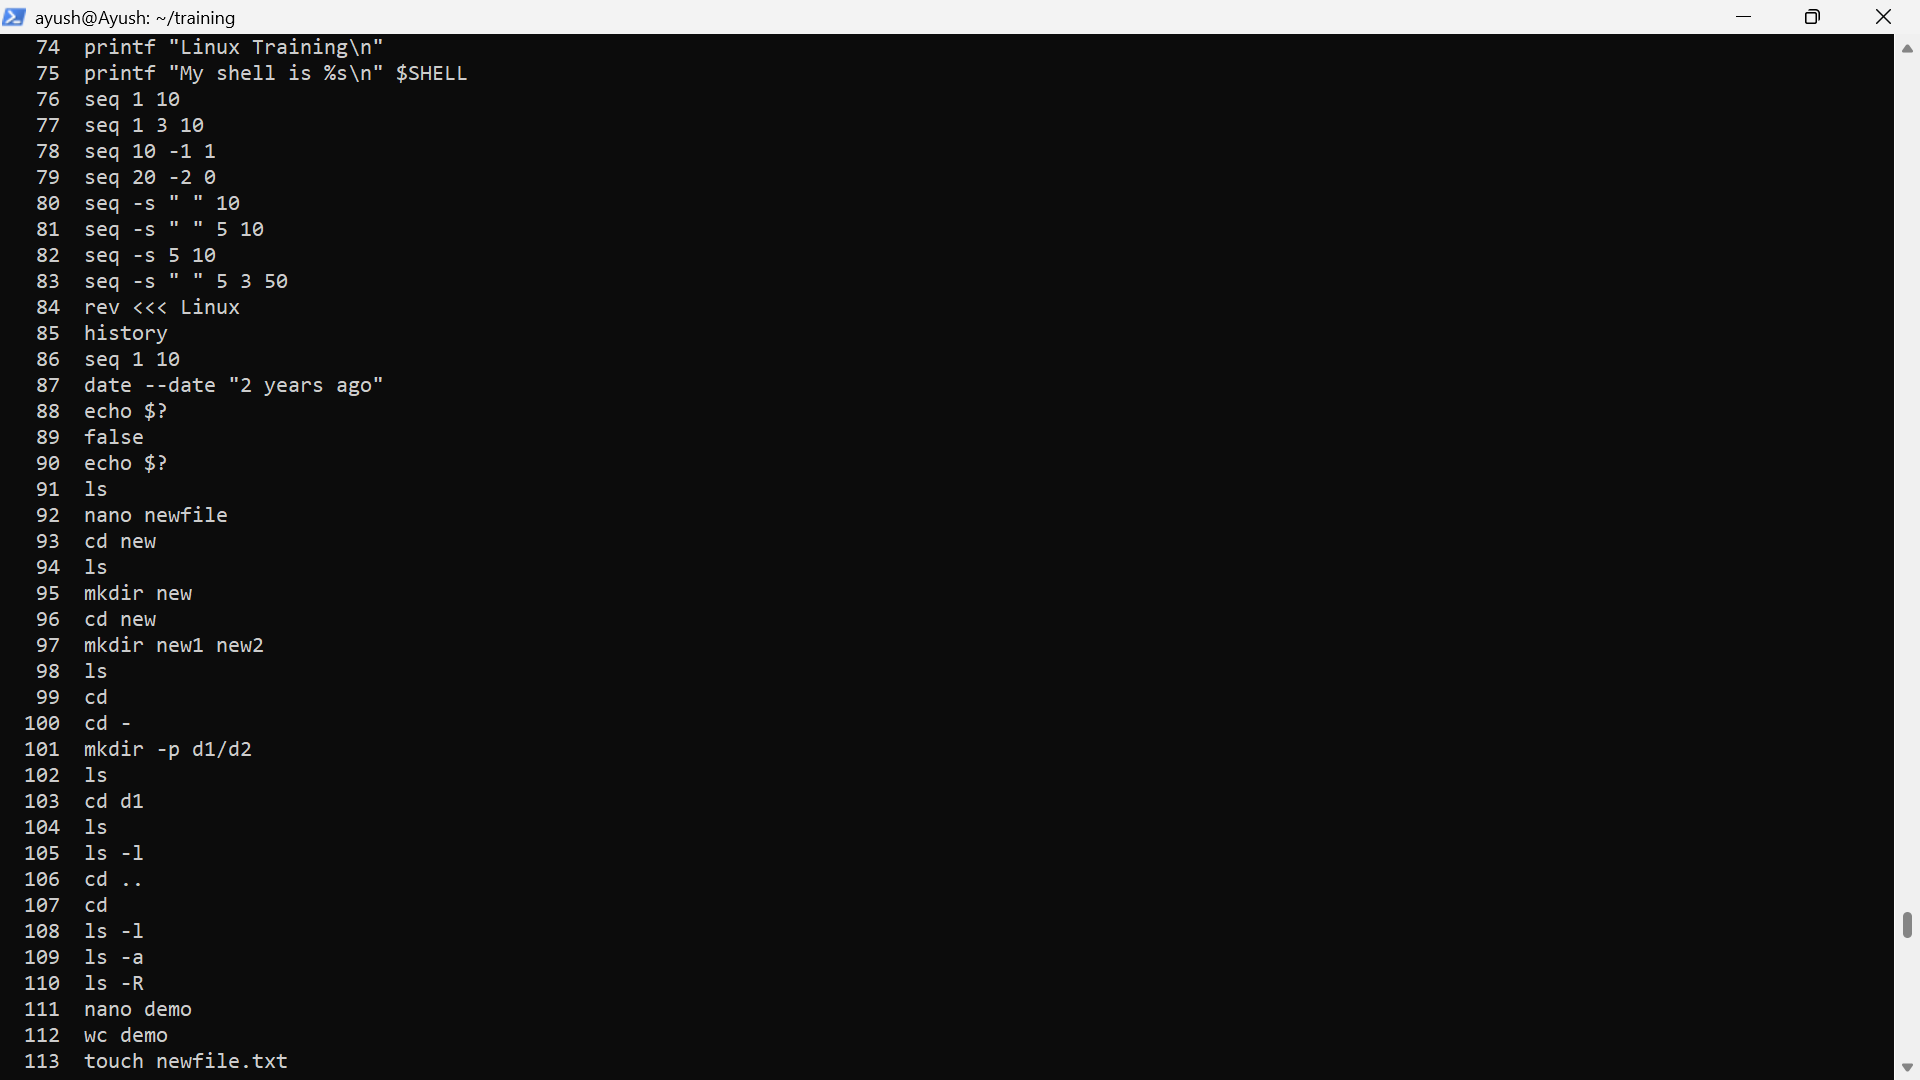 ayush@Ayush: ~/training
74 printf "Linux Training\n"
75 printf "My shell is %s\n" $SHELL
76 seq 1 10
77 seq 1 3 10
78 seq 10 -1 1
79 seq 20 -2 0
80 seq -s " " 10
81 seq -s " " 5 10
82 seq -s 5 10
83 seq -s " " 5 3 50
84 rev <<< Linux
85 history
86 seq 1 10
87 date --date "2 years ago"
88 echo $?
89 false
90 echo $?
91 ls
92 nano newfile
93 cd new
94 ls
95 mkdir new
96 cd new
97 mkdir new1 new2
98 ls
99 cd
100 cd -
101 mkdir -p d1/d2
102 ls
103 cd d1
104 ls
105 ls -l
106 cd ..
107 cd
108 ls -l
109 ls -a
110 ls -R
111 nano demo
112 wc demo
113 touch newfile.txt